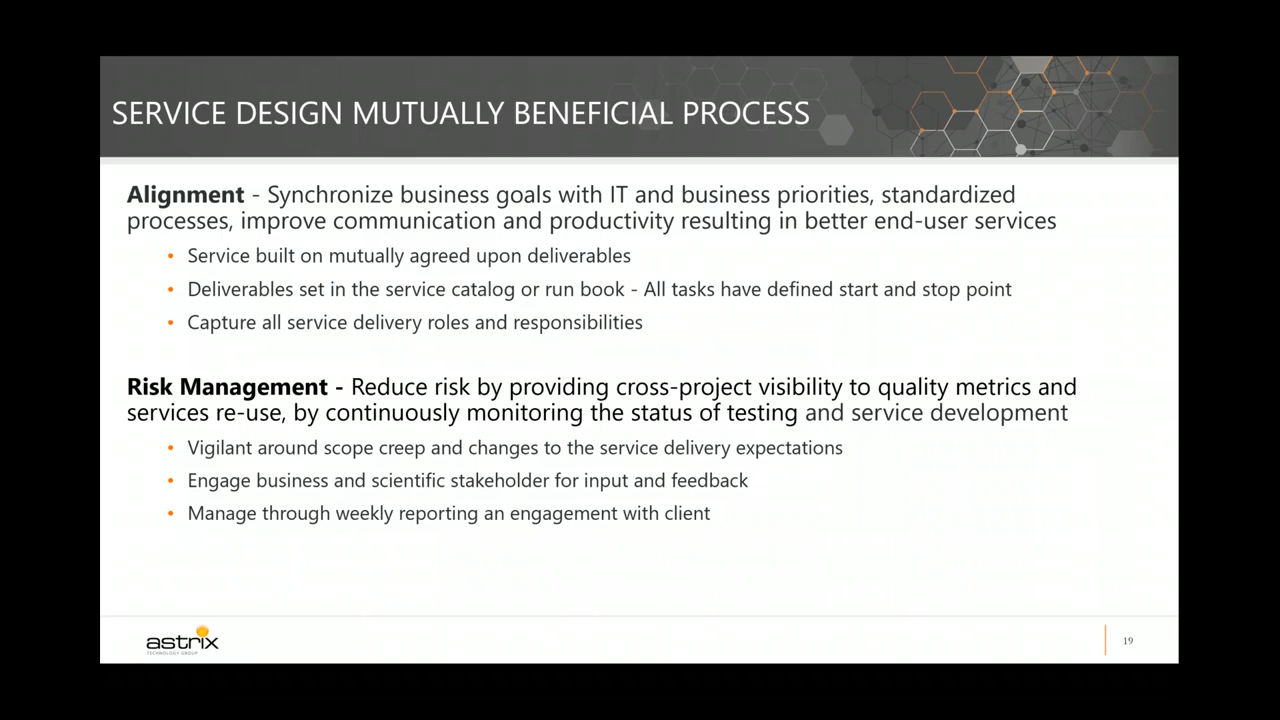 SERVICE DESIGN MUTUALLY BENEFICIAL PROCESS
Alignment - Synchronize business goals with IT and business priorities, standardized
processes, improve communication and productivity resulting in better end-user services
• Service built on mutually agreed upon deliverables
• Deliverables set in the service catalog or run book - All tasks have defined start and stop point
• Capture all service delivery roles and responsibilities
Risk Management - Reduce risk by providing cross-project visibility to quality metrics and
services re-use, by continuously monitoring the status of testing and service development
• Vigilant around scope creep and changes to the service delivery expectations
• Engage business and scientific stakeholder for input and feedback
• Manage through weekly reporting an engagement with client
astrix
TECHNOLOGY GROUP
19